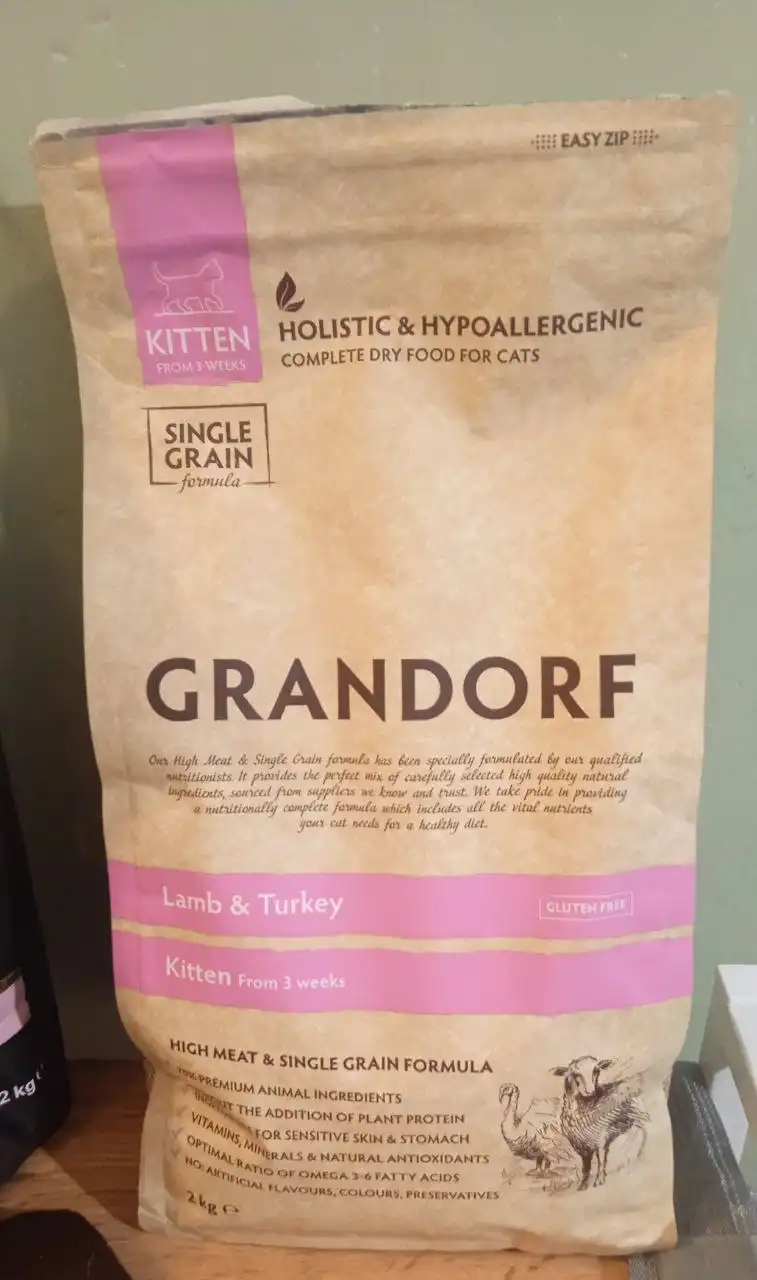 EASY ZIP
KITTEN
FROM 3 WEEKS
HOLISTIC & HYPOALLERGENIC
COMPLETE DRY FOOD FOR CATS
SINGLE
GRAIN
formula
GRANDORF
Our High Meat & Single Grain formula has been specially formulated by our qualified
nutritionists. It provides the perfect mix of carefully selected high quality natural
ingredients, sourced from suppliers we know and trust. We take pride in providing
a nutritionally complete formula which includes all the vital nutrients
your cat needs for a healthy diet.
Lamb & Turkey
GLUTEN FREE
Kitten From 3 weeks
HIGH MEAT & SINGLE GRAIN FORMULA
70% PREMIUM ANIMAL INGREDIENTS
THE ADDITION OF PLANT PROTEIN
FOR SENSITIVE SKIN & STOMACH
VITAMINS, MINERALS & NATURAL ANTIOXIDANTS
OPTIMAL RATIO OF OMEGA 3-6 FATTY ACIDS
NO: ARTIFICIAL FLAVOURS, COLOURS, PRESERVATIVES
2 kg ℮
2 kg